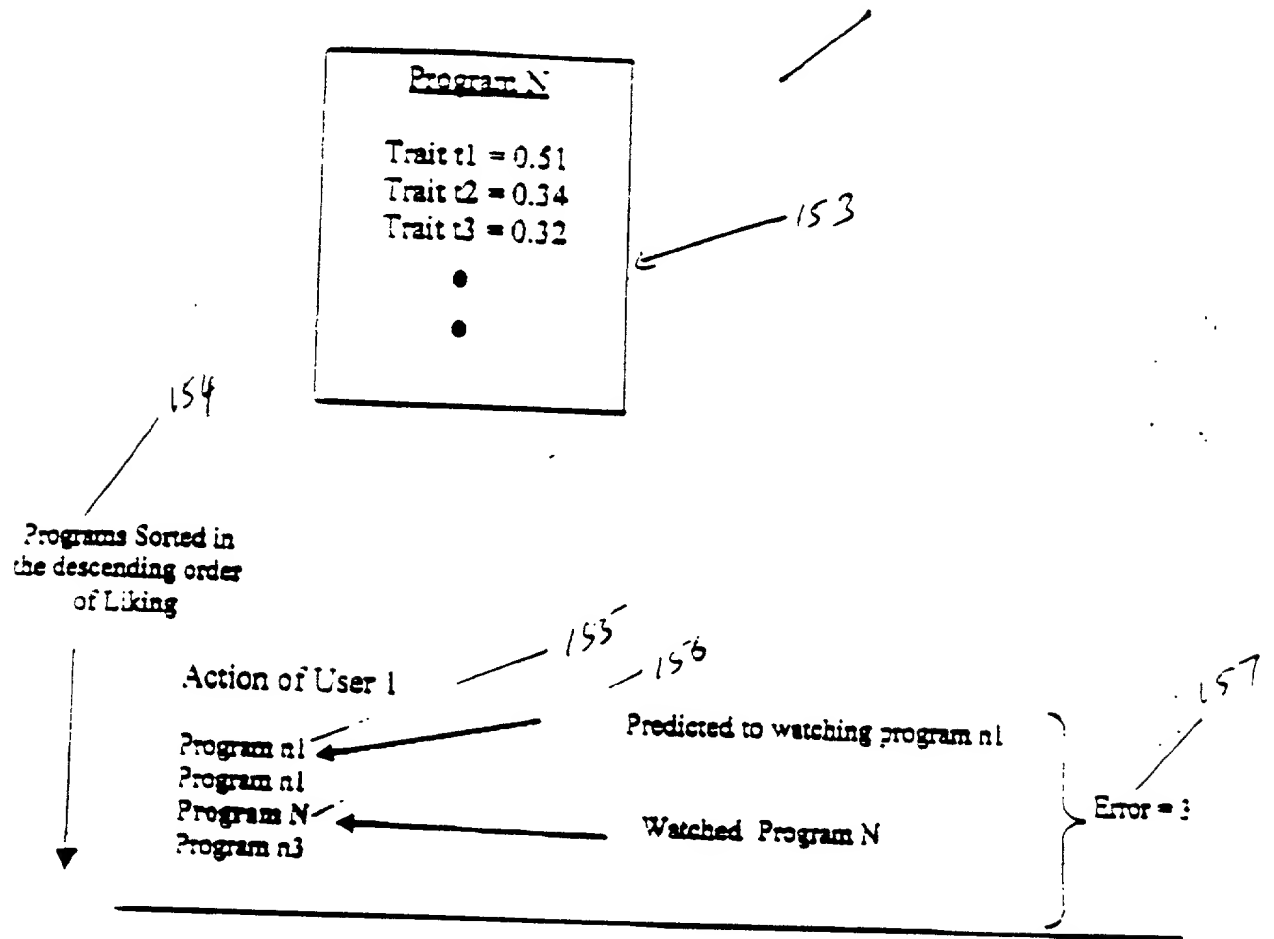 Program N
Trait t1 = 0.51
Trait t2 = 0.34
Trait t3 = 0.32
153
154
Programs Sorted in
the descending order
of Liking
155
156
157
Action of User 1
Program n1
Predicted to watching program n1
Program n1
Program N
Watched Program N
Error = 3
Program n3